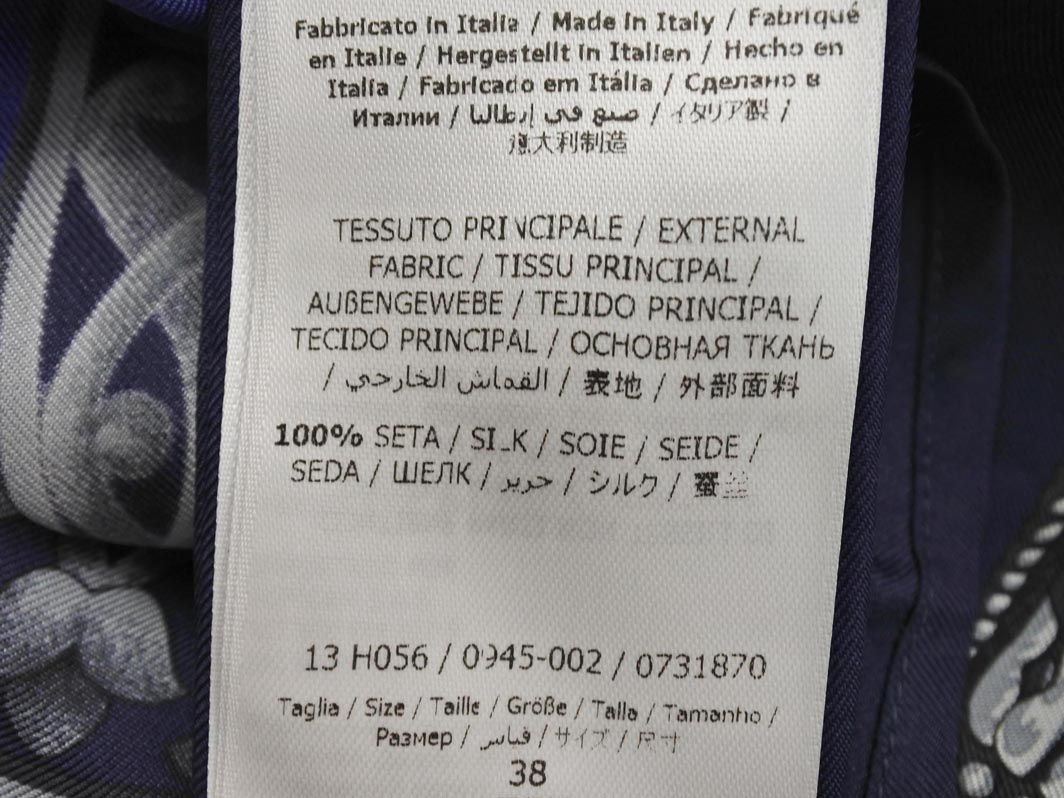 Fabbricato in Italia / Made in Italy / Fabriqué
en Italie / Hergestellt in Italien / Hecho en
Italia / Fabricado em Itália / Сделано в
Италии / صنع في إيطاليا / イタリア製 /
意大利制造
TESSUTO PRINCIPALE / EXTERNAL
FABRIC / TISSU PRINCIPAL /
AUßENGEWEBE / TEJIDO PRINCIPAL /
TECIDO PRINCIPAL / ОСНОВНАЯ ТКАНЬ
/ القماش الخارجي / 表地 / 外部面料
100% SETA / SILK / SOIE / SEIDE /
SEDA / ШЕЛК / حرير / シルク / 蚕丝
13 H056 / 0945-002 / 0731870
Taglia / Size / Taille / Größe / Talla / Tamanho /
Размер / قياس / サイズ / 尺寸
38